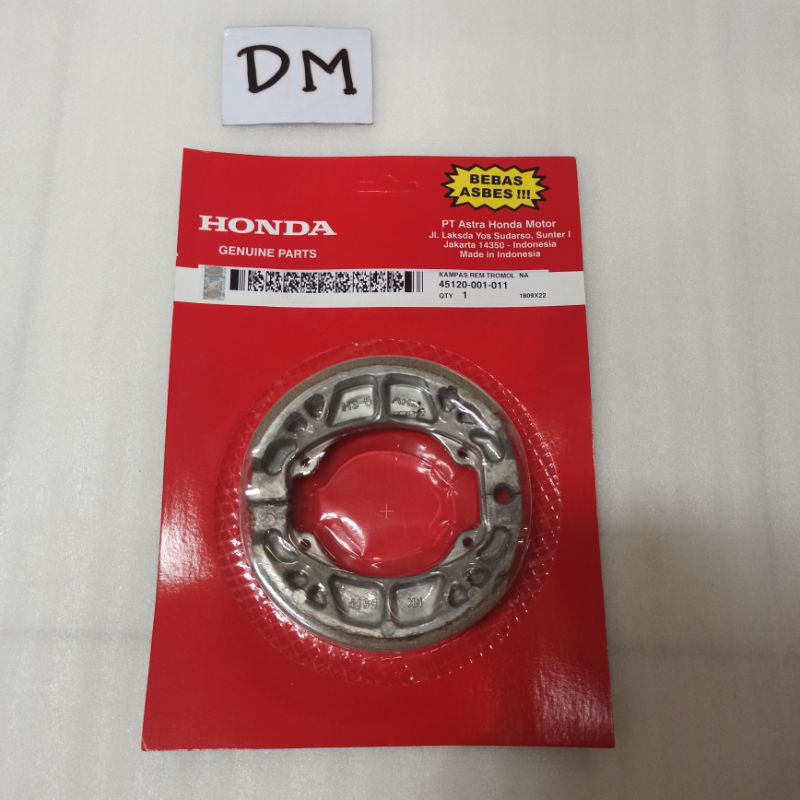 DM
BEBAS
ASBES !!!
HONDA
GENUINE PARTS
PT Astra Honda Motor
Jl. Laksda Yos Sudarso, Sunter I
Jakarta 14350 - Indonesia
Made in Indonesia
KAMPAS REM TROMOL NA
45120-001-011
QTY 1 1809X22
NK